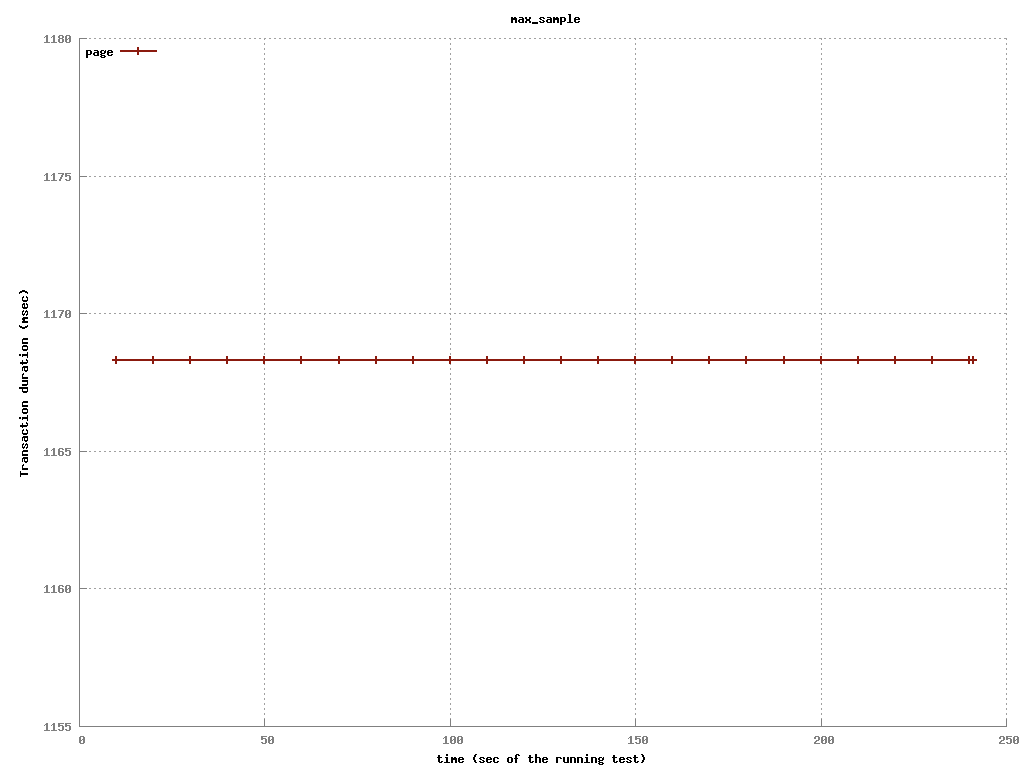 max_sample
1180
page
1175
1170
1165
1160
1155
Transaction duration (msec)
0 50 100 150 200 250
time (sec of the running test)